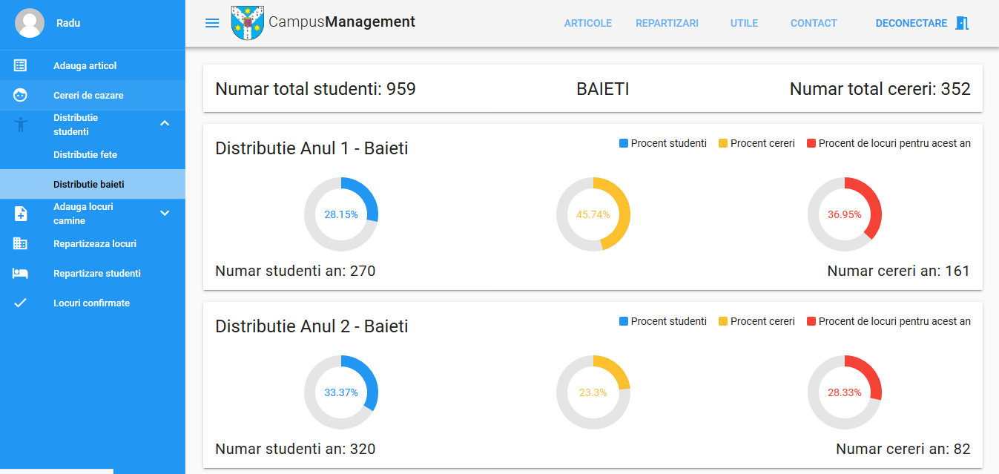 Radu
Adauga articol
Cereri de cazare
Distributie
studenti
Distributie fete
Distributie baieti
Adauga locuri
camine
Repartizeaza locuri
Repartizare studenti
Locuri confirmate
CampusManagement
ARTICOLE REPARTIZARI UTILE CONTACT DECONECTARE
Numar total studenti: 959 BAIETI Numar total cereri: 352
Distributie Anul 1 - Baieti
Procent studenti Procent cereri Procent de locuri pentru acest an
28.15% 45.74% 36.95%
Numar studenti an: 270 Numar cereri an: 161
Distributie Anul 2 - Baieti
Procent studenti Procent cereri Procent de locuri pentru acest an
33.37% 23.3% 28.33%
Numar studenti an: 320 Numar cereri an: 82